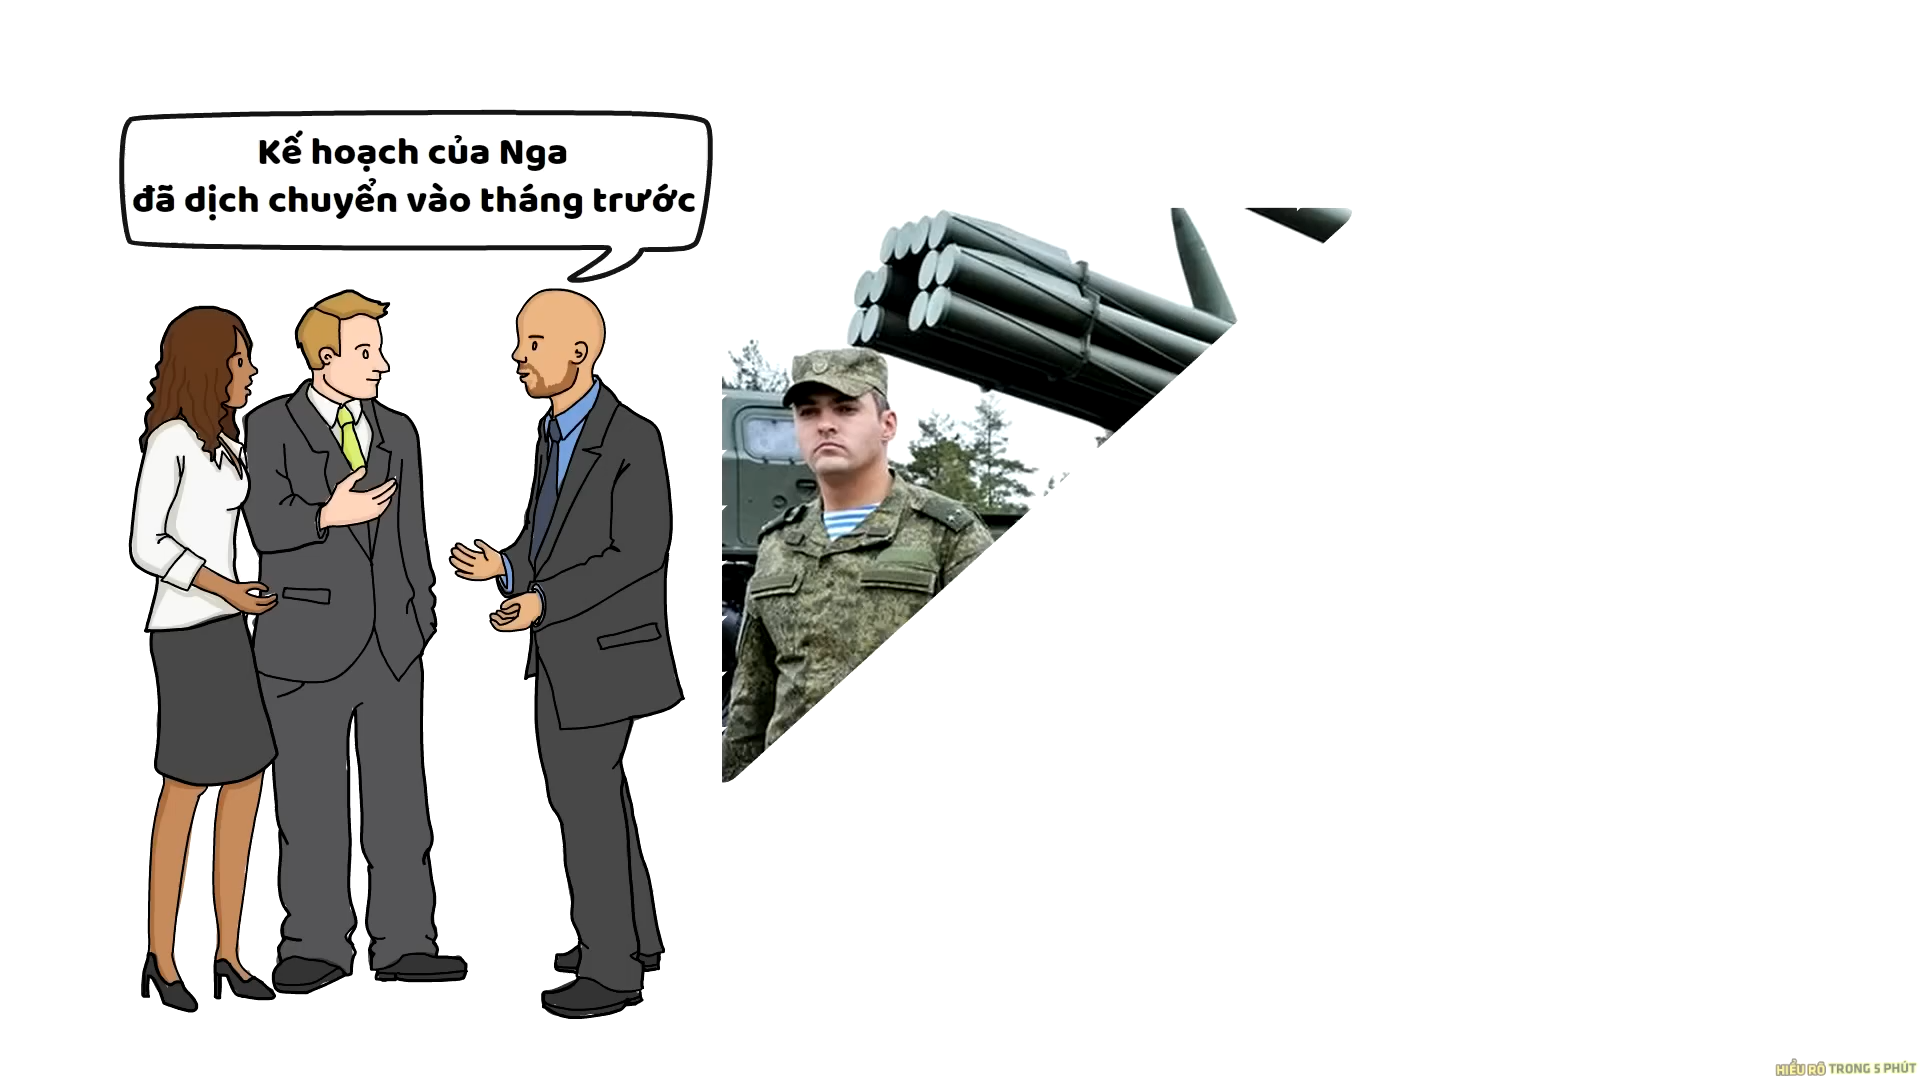 Kế hoạch của Nga
đã dịch chuyển vào tháng trước
HIỂU RÕ TRONG 5 PHÚT